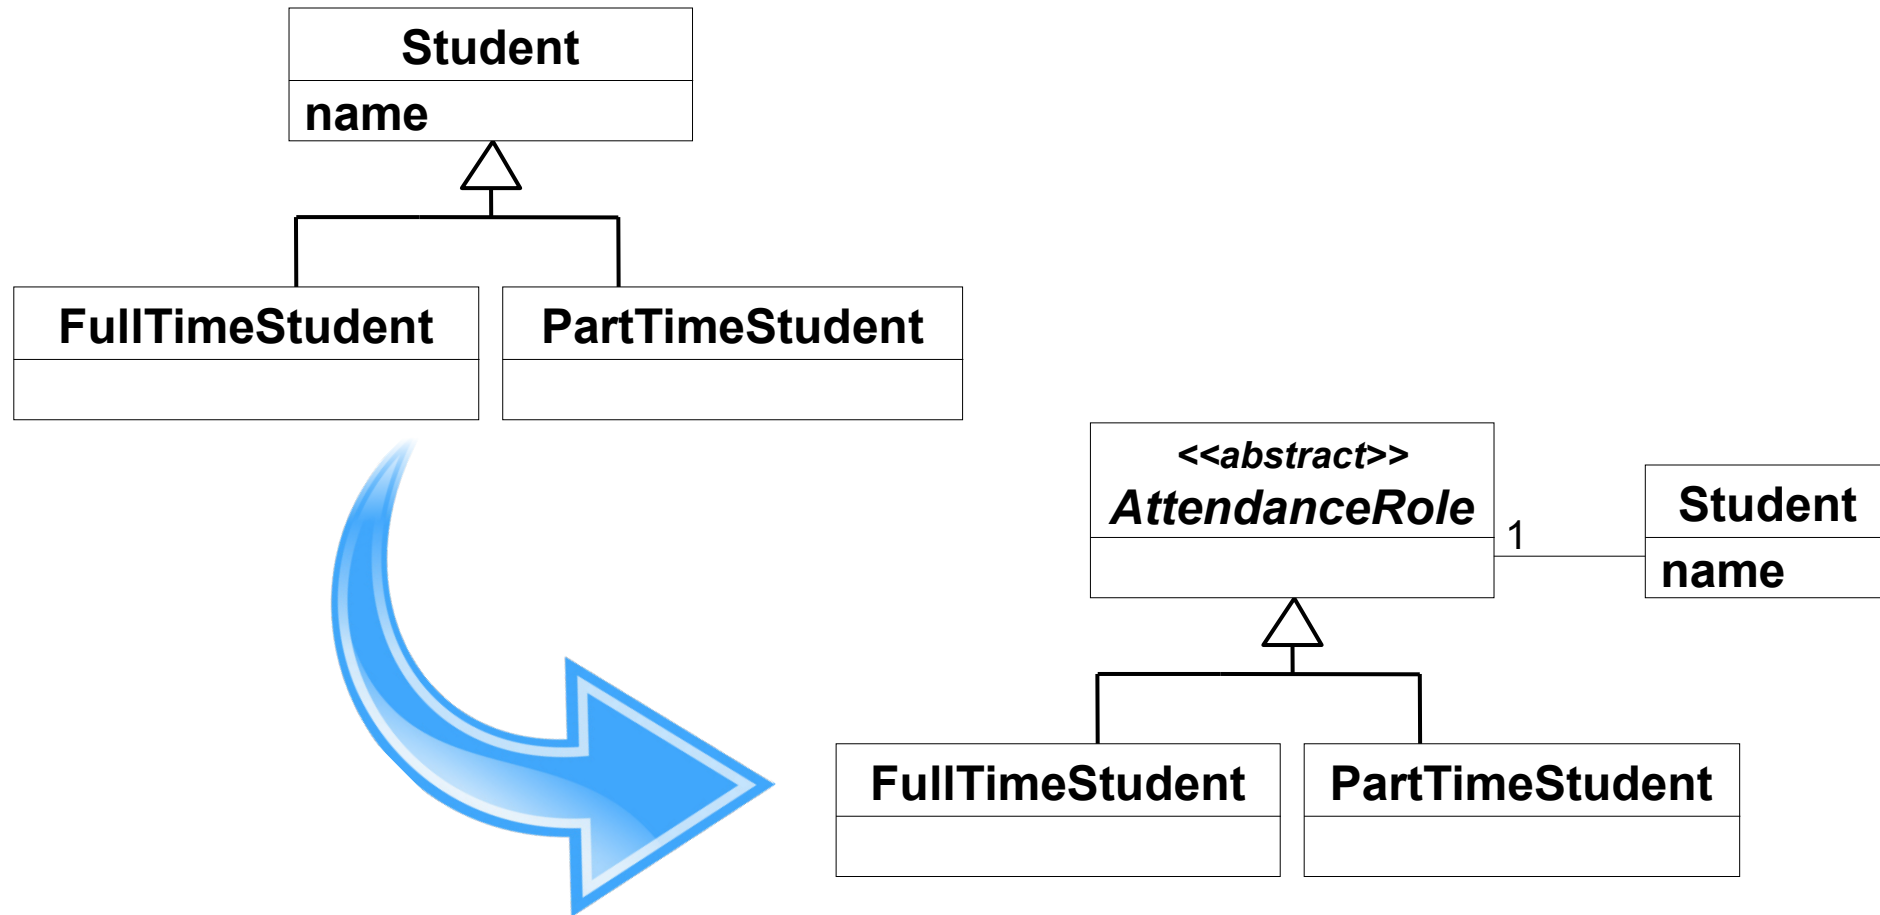 Student
name
FullTimeStudent
PartTimeStudent
<<abstract>>
AttendanceRole
1
Student
name
FullTimeStudent
PartTimeStudent